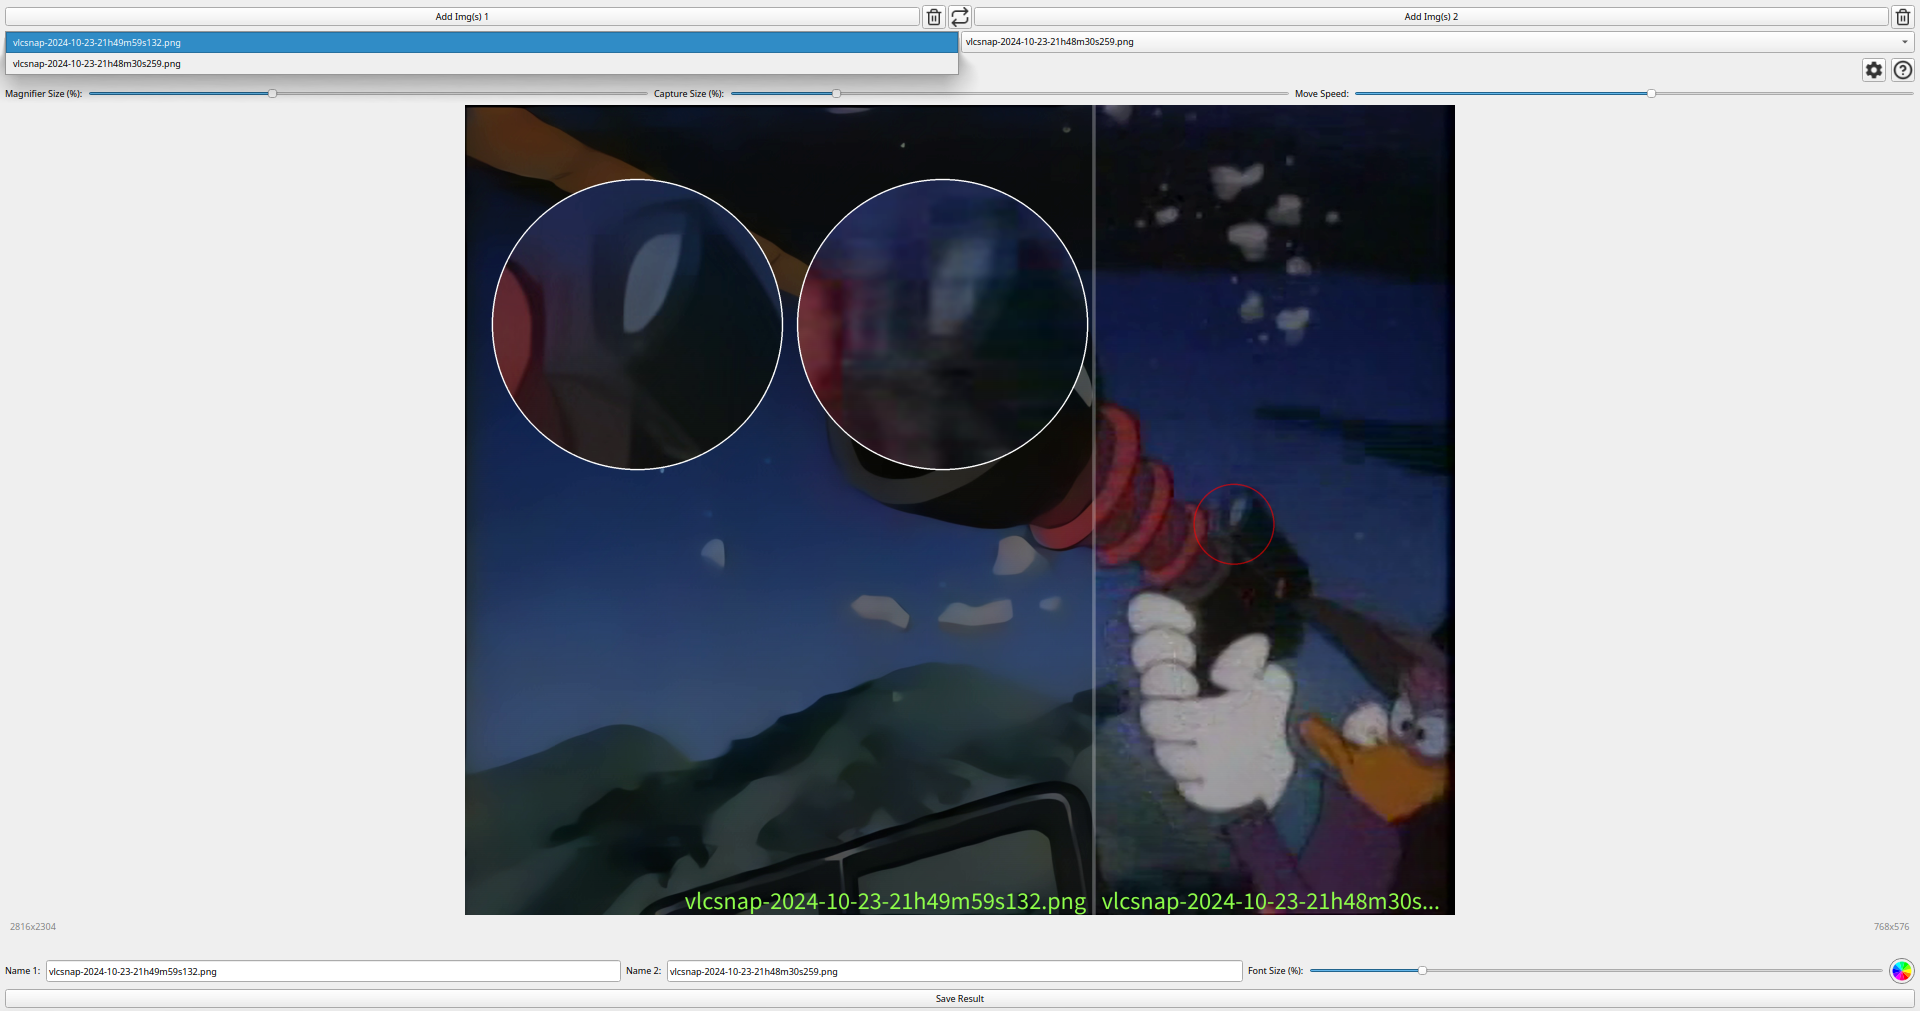 Add Img(s) 1
Add Img(s) 2
vlcsnap-2024-10-23-21h49m59s132.png
vlcsnap-2024-10-23-21h48m30s259.png
vlcsnap-2024-10-23-21h48m30s259.png
Magnifier Size (%):
Capture Size (%):
Move Speed:
vlcsnap-2024-10-23-21h49m59s132.png
vlcsnap-2024-10-23-21h48m30s...
2816x2304
768x576
Name 1:
vlcsnap-2024-10-23-21h49m59s132.png
Name 2:
vlcsnap-2024-10-23-21h48m30s259.png
Font Size (%):
Save Result